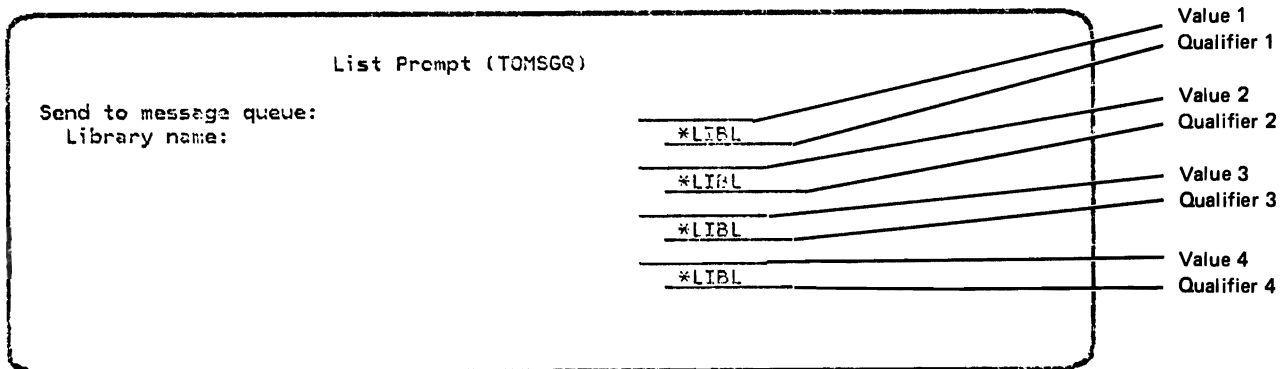 List Prompt (TOMSGQ)
Send to message queue:
Library name:
*LIBL
*LIBL
*LIBL
*LIBL
Value 1
Qualifier 1
Value 2
Qualifier 2
Value 3
Qualifier 3
Value 4
Qualifier 4